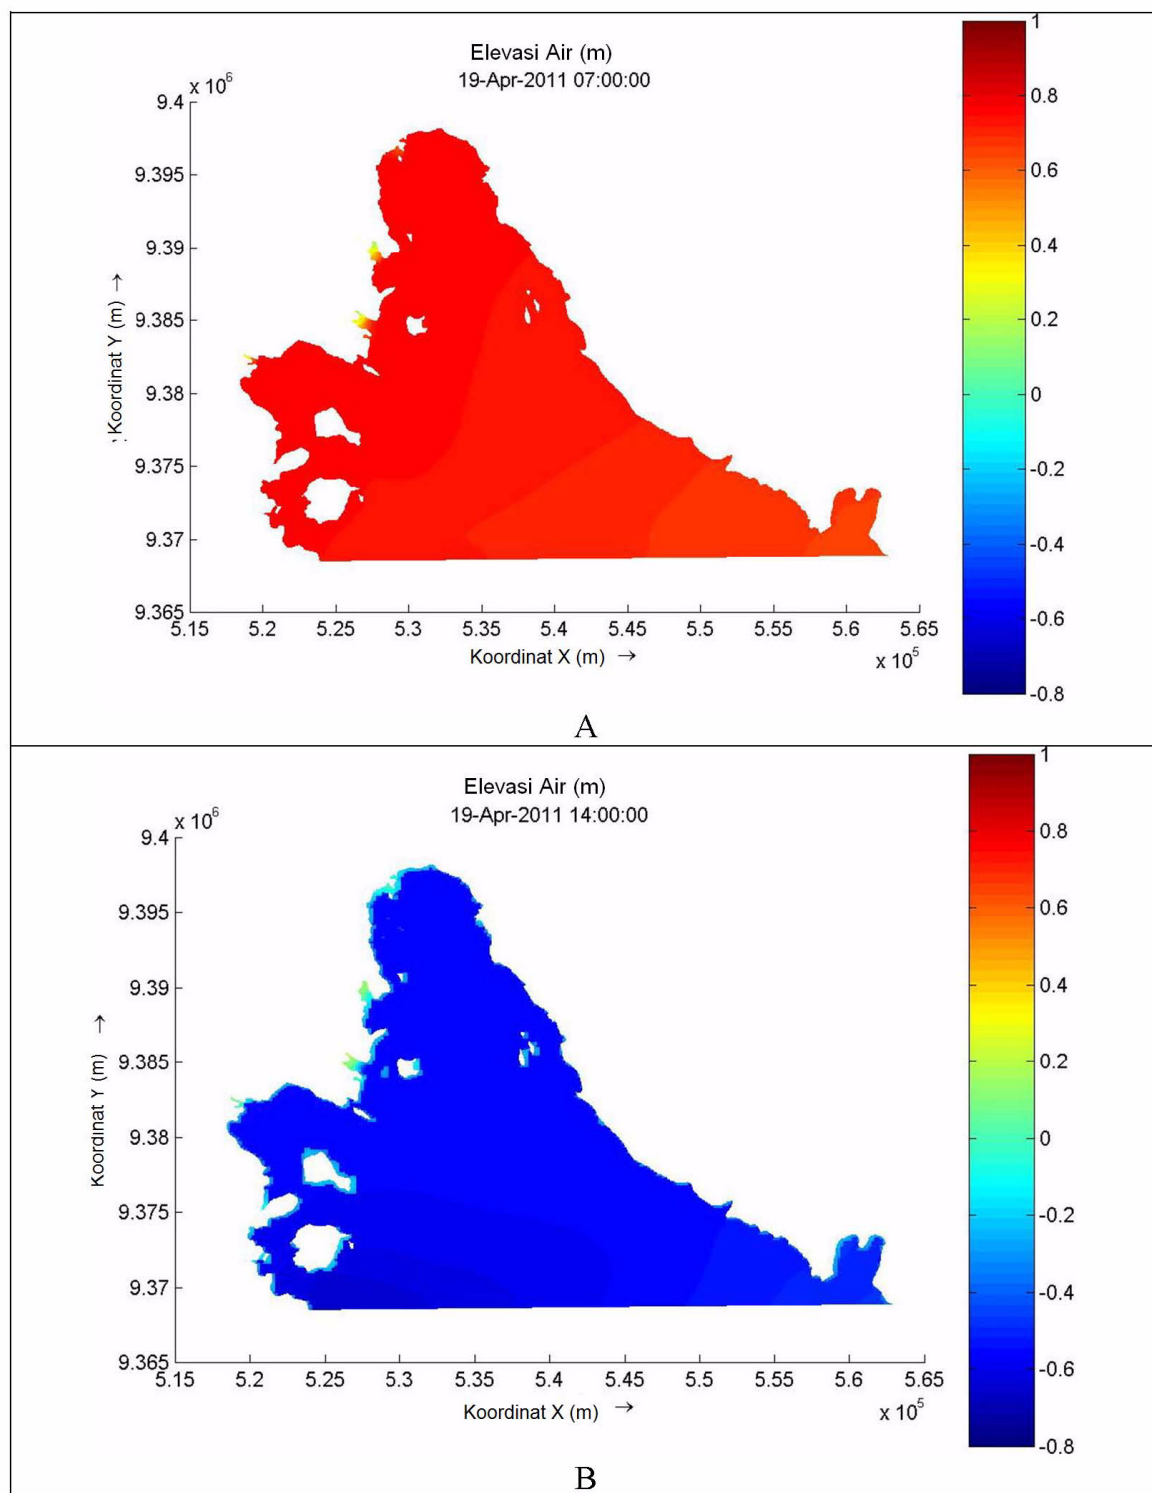 Elevasi Air (m)
19-Apr-2011 07:00:00
x 10^6
9.4
9.395
9.39
9.385
9.38
9.375
9.37
9.365
Koordinat Y (m) →
5.15 5.2 5.25 5.3 5.35 5.4 5.45 5.5 5.55 5.6 5.65
Koordinat X (m) →
x 10^5
1
0.8
0.6
0.4
0.2
0
-0.2
-0.4
-0.6
-0.8
A
Elevasi Air (m)
19-Apr-2011 14:00:00
x 10^6
9.4
9.395
9.39
9.385
9.38
9.375
9.37
9.365
Koordinat Y (m) →
5.15 5.2 5.25 5.3 5.35 5.4 5.45 5.5 5.55 5.6 5.65
Koordinat X (m) →
x 10^5
1
0.8
0.6
0.4
0.2
0
-0.2
-0.4
-0.6
-0.8
B